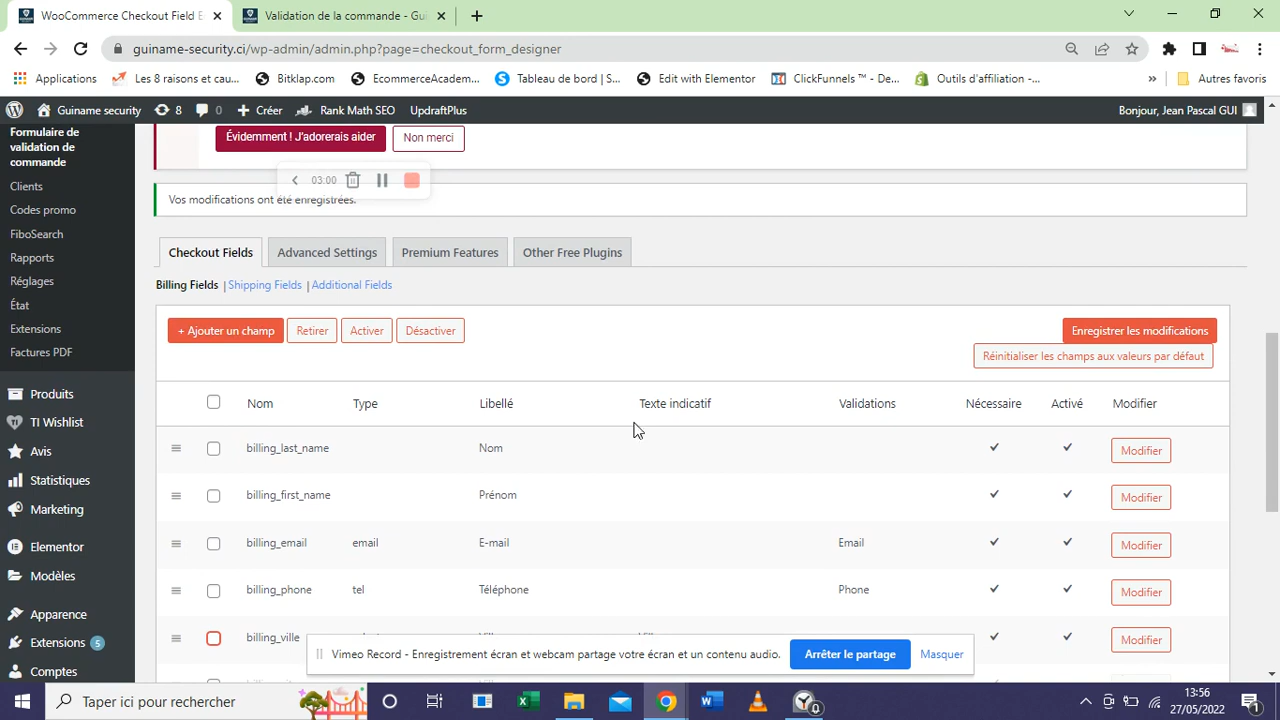 WooCommerce Checkout Field E
Validation de la commande - Gui
guiname-security.ci/wp-admin/admin.php?page=checkout_form_designer
Applications
Les 8 raisons et cau...
Bitklap.com
EcommerceAcadem...
Tableau de bord | S...
Edit with Elementor
ClickFunnels ™ - De...
Outils d'affiliation -...
»
Autres favoris
Guiname security
8
0
Créer
Rank Math SEO
UpdraftPlus
Bonjour, Jean Pascal GUI
Formulaire de
validation de
commande
Clients
Codes promo
FiboSearch
Rapports
Réglages
État
Extensions
Factures PDF
Produits
TI Wishlist
Avis
Statistiques
Marketing
Elementor
Modèles
Apparence
Extensions 5
Comptes
Évidemment ! J'adorerais aider
Non merci
03:00
Vos modifications ont été enregistrées.
Checkout Fields
Advanced Settings
Premium Features
Other Free Plugins
Billing Fields | Shipping Fields | Additional Fields
+ Ajouter un champ
Retirer
Activer
Désactiver
Enregistrer les modifications
Réinitialiser les champs aux valeurs par défaut
Nom Type Libellé Texte indicatif Validations Nécessaire Activé Modifier
billing_last_name Nom Modifier
billing_first_name Prénom Modifier
billing_email email E-mail Email Modifier
billing_phone tel Téléphone Phone Modifier
billing_ville Modifier
Vimeo Record - Enregistrement écran et webcam partage votre écran et un contenu audio.
Arrêter le partage
Masquer
Taper ici pour rechercher
13:56
27/05/2022